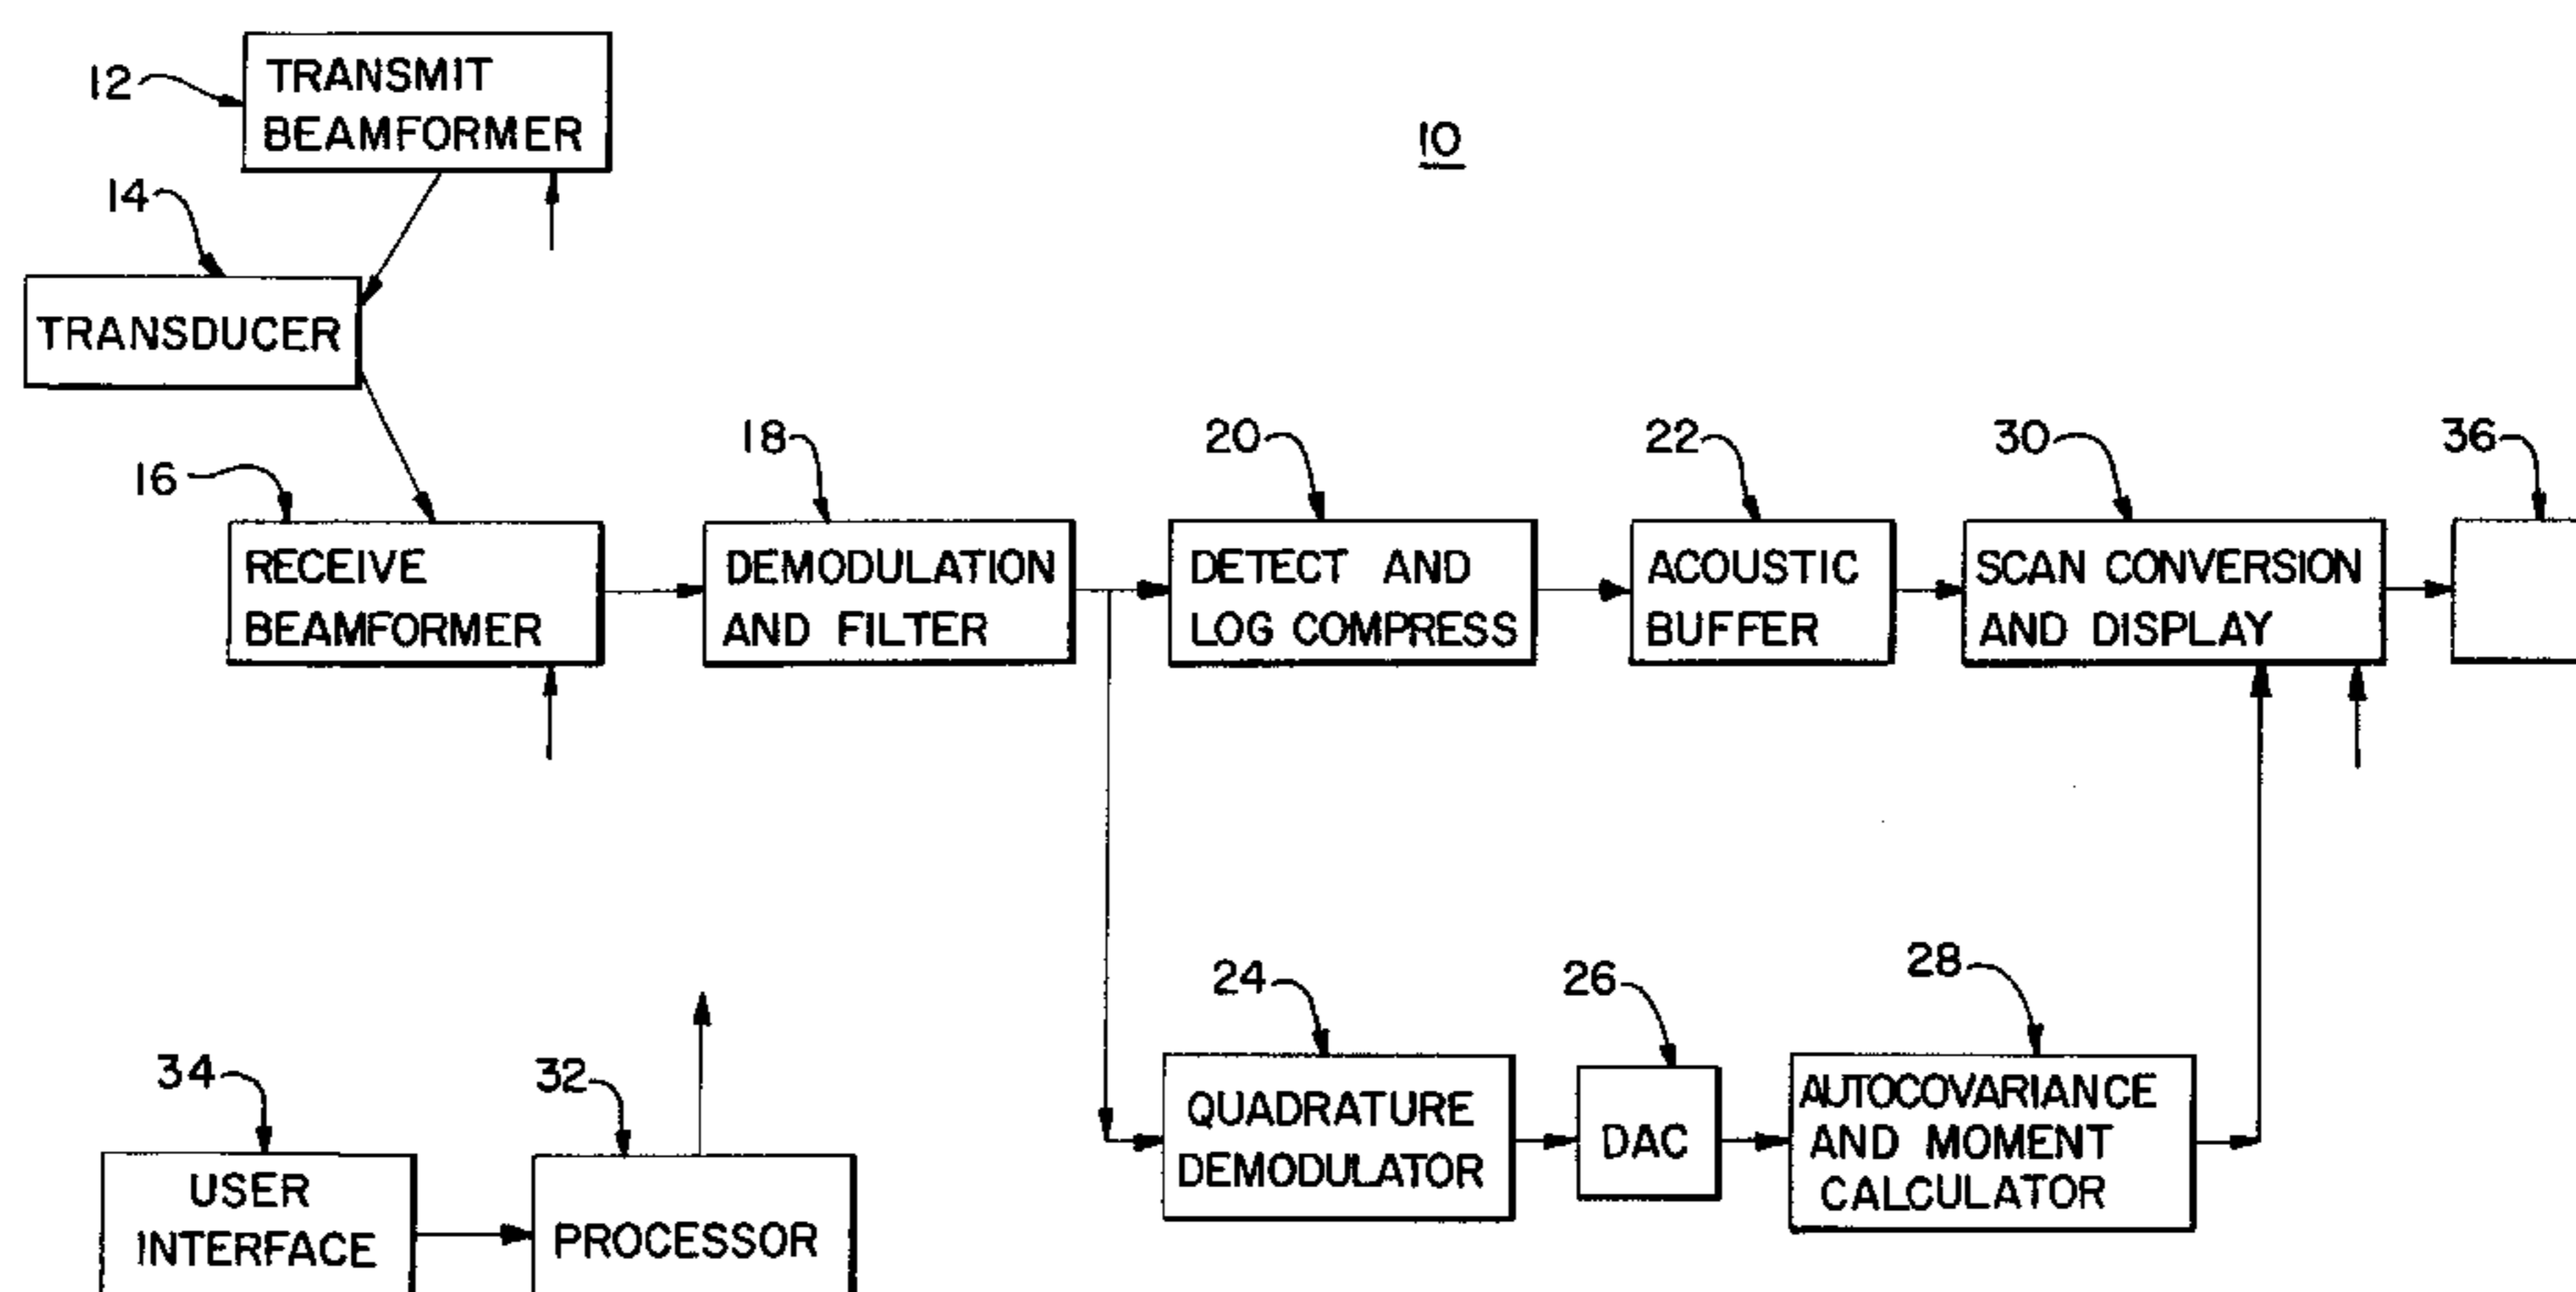 12
TRANSMIT
BEAMFORMER
10
14
TRANSDUCER
16
RECEIVE
BEAMFORMER
18
DEMODULATION
AND FILTER
20
DETECT AND
LOG COMPRESS
22
ACOUSTIC
BUFFER
30
SCAN CONVERSION
AND DISPLAY
36
24
QUADRATURE
DEMODULATOR
26
DAC
28
AUTOCOVARIANCE
AND MOMENT
CALCULATOR
34
USER
INTERFACE
32
PROCESSOR